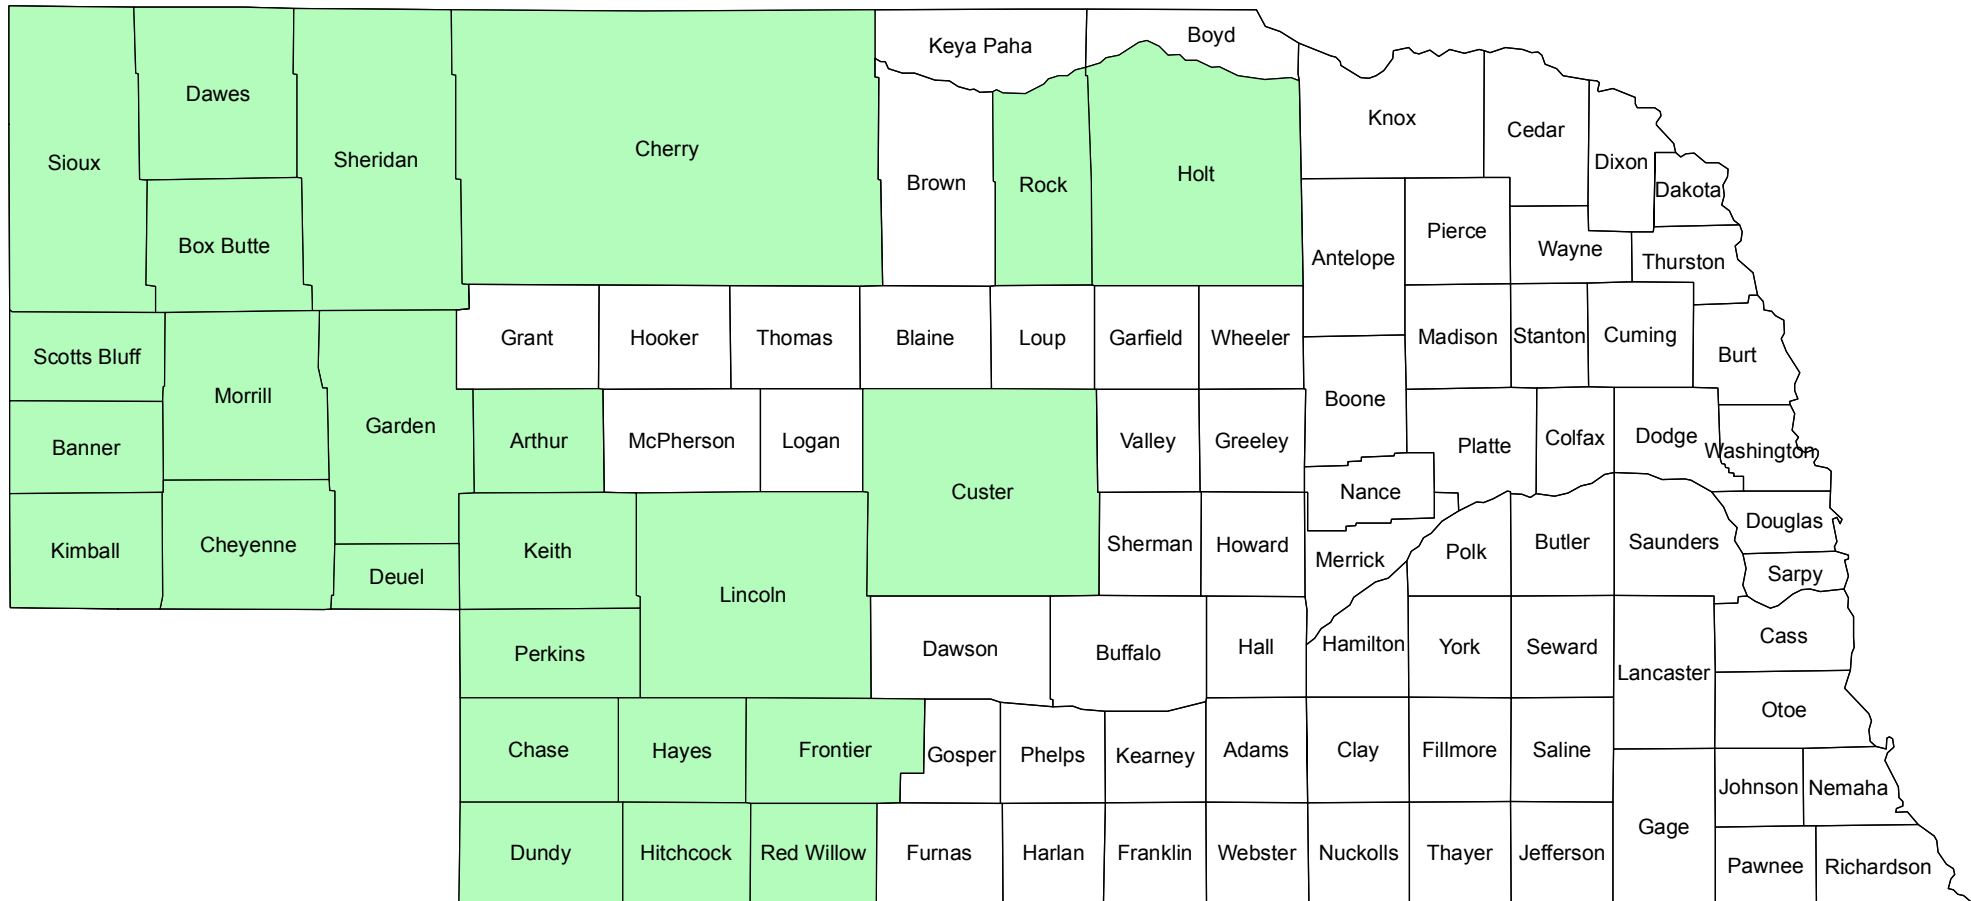 Boyd
Keya Paha
Dawes
Knox
Cedar
Cherry
Sheridan
Sioux
Dixon
Holt
Brown
Rock
Dakota
Pierce
Box Butte
Wayne
Antelope
Thurston
Grant
Hooker
Thomas
Blaine
Loup
Garfield
Wheeler
Madison
Stanton
Cuming
Scotts Bluff
Burt
Morrill
Boone
Garden
Arthur
McPherson
Logan
Valley
Greeley
Platte
Colfax
Dodge
Banner
Washington
Custer
Nance
Douglas
Kimball
Cheyenne
Keith
Sherman
Howard
Merrick
Polk
Butler
Saunders
Deuel
Sarpy
Lincoln
Cass
Perkins
Dawson
Buffalo
Hall
Hamilton
York
Seward
Lancaster
Otoe
Chase
Hayes
Frontier
Gosper
Phelps
Kearney
Adams
Clay
Fillmore
Saline
Johnson
Nemaha
Gage
Dundy
Hitchcock
Red Willow
Furnas
Harlan
Franklin
Webster
Nuckolls
Thayer
Jefferson
Pawnee
Richardson